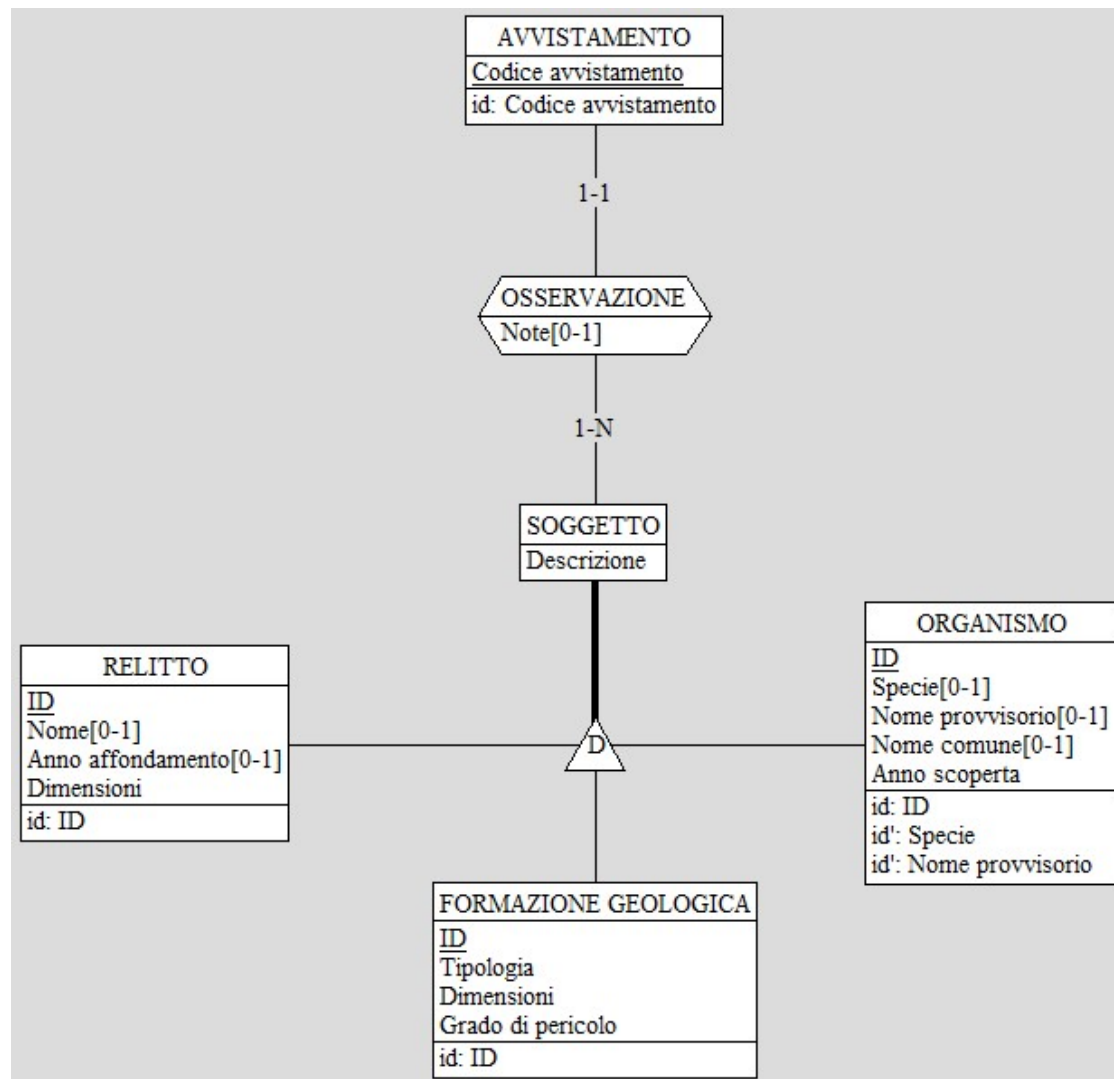 AVVISTAMENTO
Codice avvistamento
id: Codice avvistamento
1-1
OSSERVAZIONE
Note[0-1]
1-N
SOGGETTO
Descrizione
D
RELITTO
ID
Nome[0-1]
Anno affondamento[0-1]
Dimensioni
id: ID
ORGANISMO
ID
Specie[0-1]
Nome provvisorio[0-1]
Nome comune[0-1]
Anno scoperta
id: ID
id': Specie
id': Nome provvisorio
FORMAZIONE GEOLOGICA
ID
Tipologia
Dimensioni
Grado di pericolo
id: ID